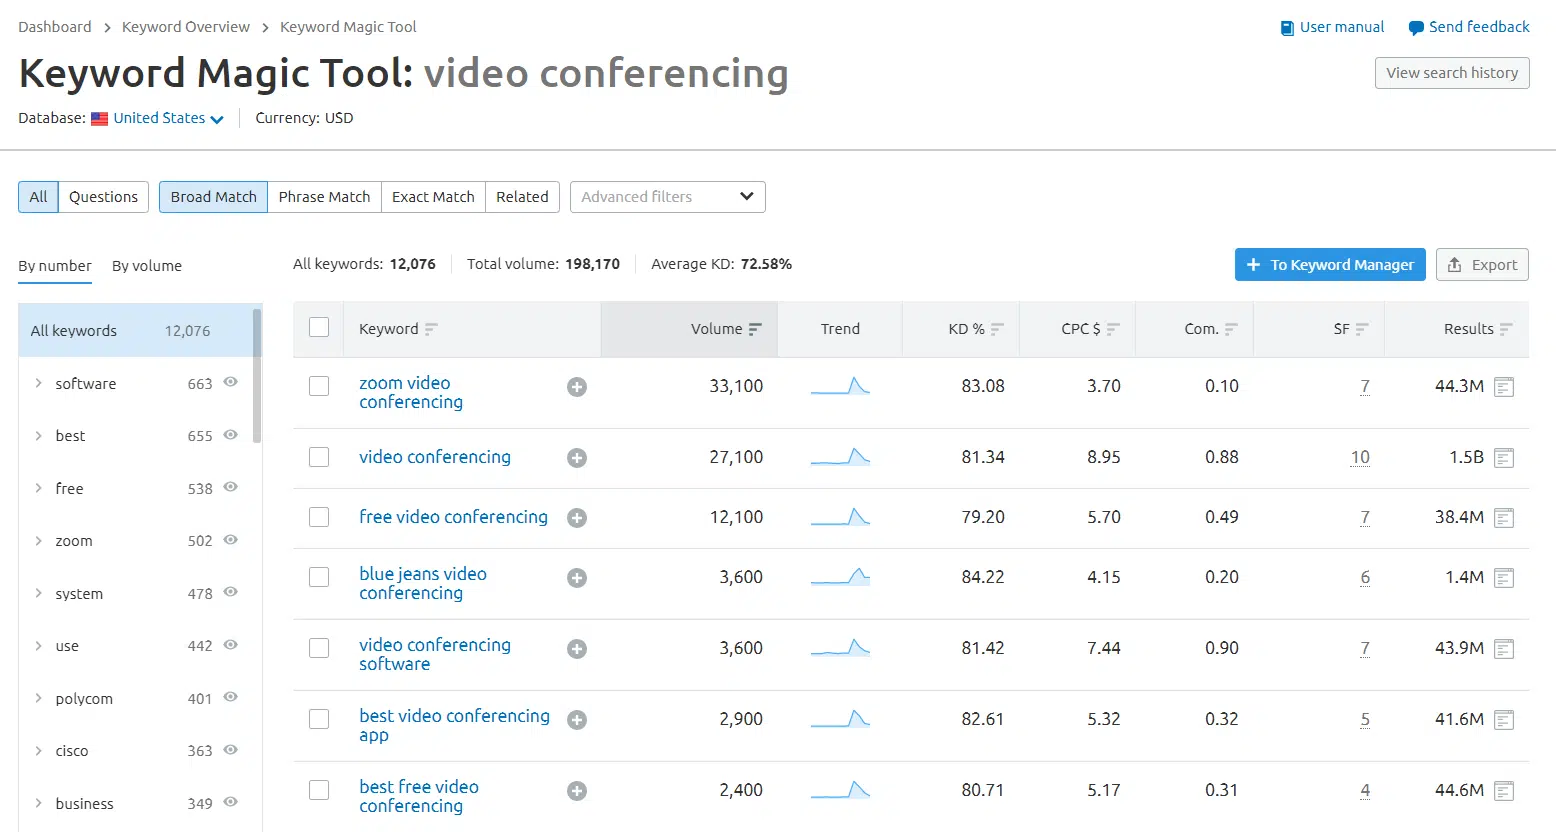 Dashboard > Keyword Overview > Keyword Magic Tool
User manual
Send feedback
Keyword Magic Tool: video conferencing
View search history
Database: United States
Currency: USD
All
Questions
Broad Match
Phrase Match
Exact Match
Related
Advanced filters
By number
By volume
All keywords: 12,076
Total volume: 198,170
Average KD: 72.58%
+ To Keyword Manager
Export
All keywords 12,076
software 663
best 655
free 538
zoom 502
system 478
use 442
polycom 401
cisco 363
business 349
Keyword Volume Trend KD % CPC $ Com. SF Results
zoom video
conferencing
33,100 83.08 3.70 0.10 7 44.3M
video conferencing 27,100 81.34 8.95 0.88 10 1.5B
free video conferencing 12,100 79.20 5.70 0.49 7 38.4M
blue jeans video
conferencing
3,600 84.22 4.15 0.20 6 1.4M
video conferencing
software
3,600 81.42 7.44 0.90 7 43.9M
best video conferencing
app
2,900 82.61 5.32 0.32 5 41.6M
best free video
conferencing
2,400 80.71 5.17 0.31 4 44.6M